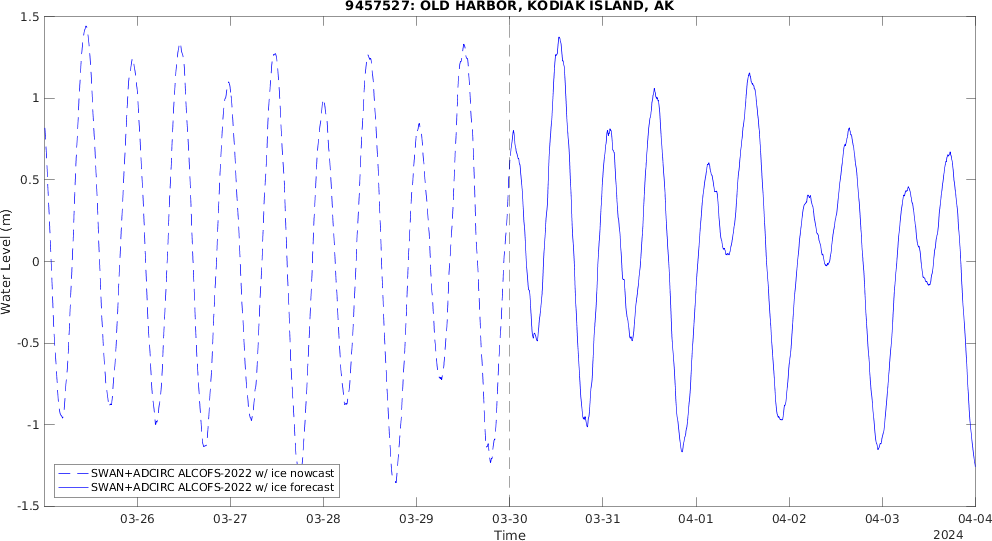 9457527: OLD HARBOR, KODIAK ISLAND, AK
1.5
1
0.5
0
-0.5
-1
-1.5
Water Level (m)
SWAN+ADCIRC ALCOFS-2022 w/ ice nowcast
SWAN+ADCIRC ALCOFS-2022 w/ ice forecast
03-26 03-27 03-28 03-29 03-30 03-31 04-01 04-02 04-03 04-04
Time
2024